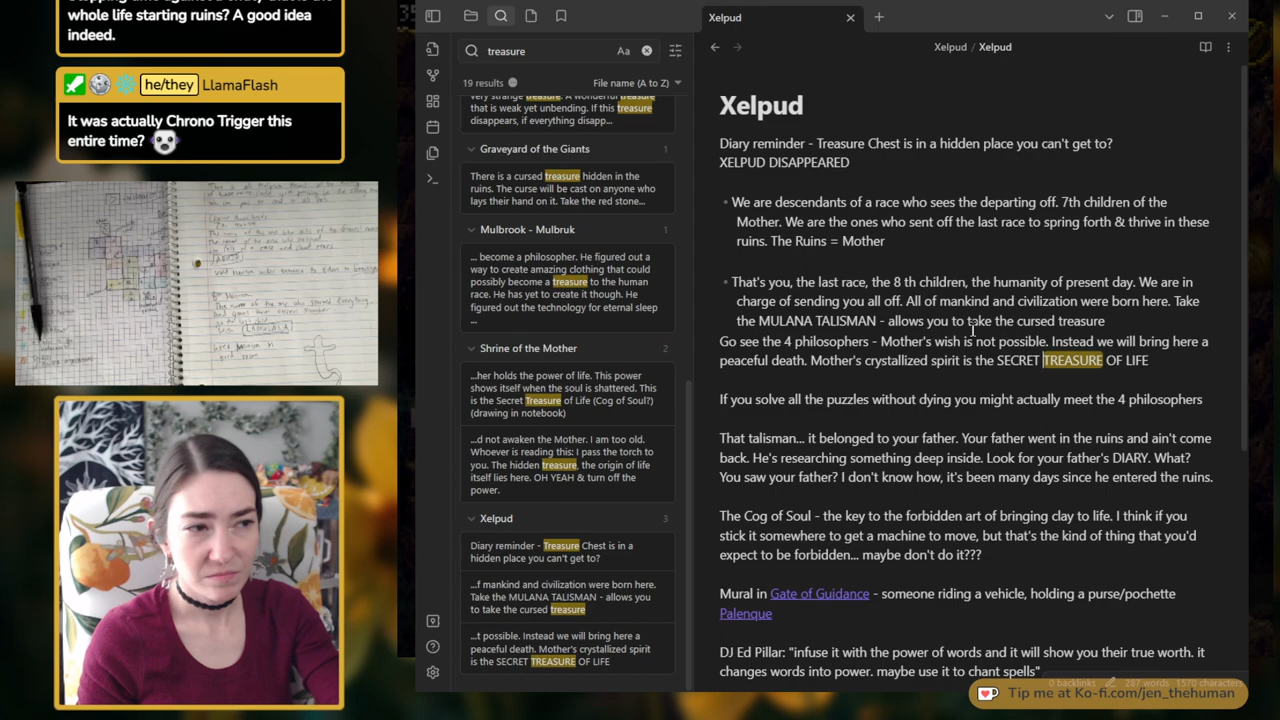 indeed.
he/they LlamaFlash
It was actually Chrono Trigger this
entire time?
treasure
Aa
19 results
File name (A to Z)
that is weak yet unbending. If this treasure
disappears, if everything disapp...
Graveyard of the Giants 1
There is a cursed treasure hidden in the
ruins. The curse will be cast on anyone who
lays their hand on it. Take the red stone...
Mulbrook - Mulbruk 1
... become a philosopher. He figured out a
way to create amazing clothing that could
possibly become a treasure to the human
race. He has yet to create it though. He
figured out the technology for eternal sleep
...
Shrine of the Mother 2
...her holds the power of life. This power
shows itself when the soul is shattered. This
is the Secret Treasure of Life (Cog of Soul?)
(drawing in notebook)
...d not awaken the Mother. I am too old.
Whoever is reading this: I pass the torch to
you. The hidden treasure, the origin of life
itself lies here. OH YEAH & turn off the
power.
Xelpud 3
Diary reminder - Treasure Chest is in a
hidden place you can't get to?
...f mankind and civilization were born here.
Take the MULANA TALISMAN - allows you
to take the cursed treasure
...t possible. Instead we will bring here a
peaceful death. Mother's crystallized spirit
is the SECRET TREASURE OF LIFE
Xelpud
Xelpud / Xelpud
Xelpud
Diary reminder - Treasure Chest is in a hidden place you can't get to?
XELPUD DISAPPEARED
• We are descendants of a race who sees the departing off. 7th children of the
Mother. We are the ones who sent off the last race to spring forth & thrive in these
ruins. The Ruins = Mother
• That's you, the last race, the 8 th children, the humanity of present day. We are in
charge of sending you all off. All of mankind and civilization were born here. Take
the MULANA TALISMAN - allows you to take the cursed treasure
Go see the 4 philosophers - Mother's wish is not possible. Instead we will bring here a
peaceful death. Mother's crystallized spirit is the SECRET TREASURE OF LIFE
If you solve all the puzzles without dying you might actually meet the 4 philosophers
That talisman... it belonged to your father. Your father went in the ruins and ain't come
back. He's researching something deep inside. Look for your father's DIARY. What?
You saw your father? I don't know how, it's been many days since he entered the ruins.
The Cog of Soul - the key to the forbidden art of bringing clay to life. I think if you
stick it somewhere to get a machine to move, but that's the kind of thing that you'd
expect to be forbidden... maybe don't do it???
Mural in Gate of Guidance - someone riding a vehicle, holding a purse/pochette
Palenque
DJ Ed Pillar: "infuse it with the power of words and it will show you their true worth. it
changes words into power. maybe use it to chant spells"
0 backlinks 287 words 1570 characters
Tip me at Ko-fi.com/jen_thehuman